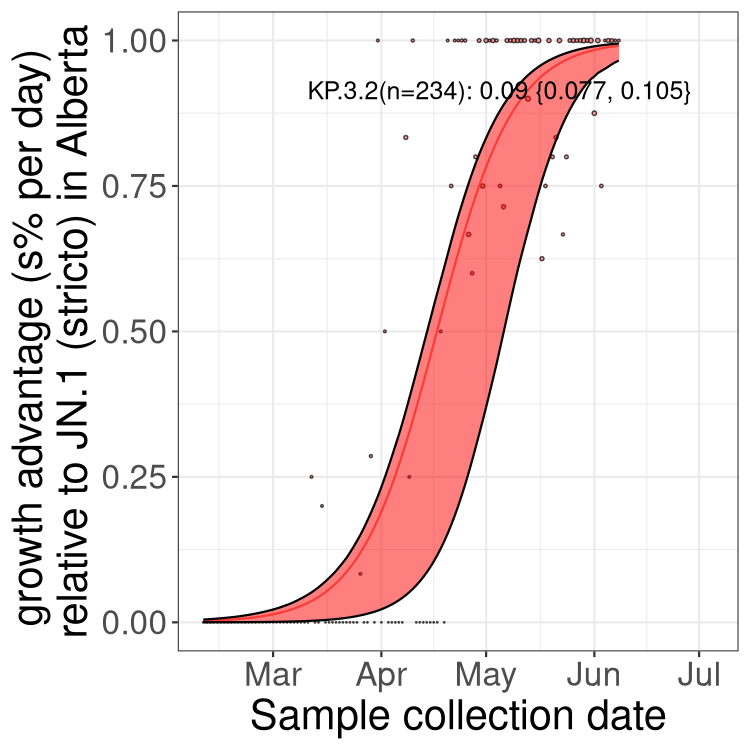 growth advantage (s% per day)
relative to JN.1 (stricto) in Alberta
1.00
0.75
0.50
0.25
0.00
KP.3.2(n=234): 0.09 {0.077, 0.105}
Mar Apr May Jun Jul
Sample collection date